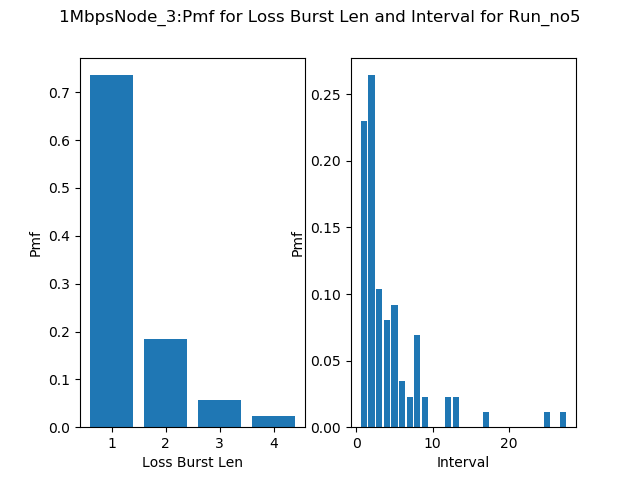 1MbpsNode_3:Pmf for Loss Burst Len and Interval for Run_no5
Pmf
0.7
0.6
0.5
0.4
0.3
0.2
0.1
0.0
1 2 3 4
Loss Burst Len
Pmf
0.25
0.20
0.15
0.10
0.05
0.00
0 10 20
Interval